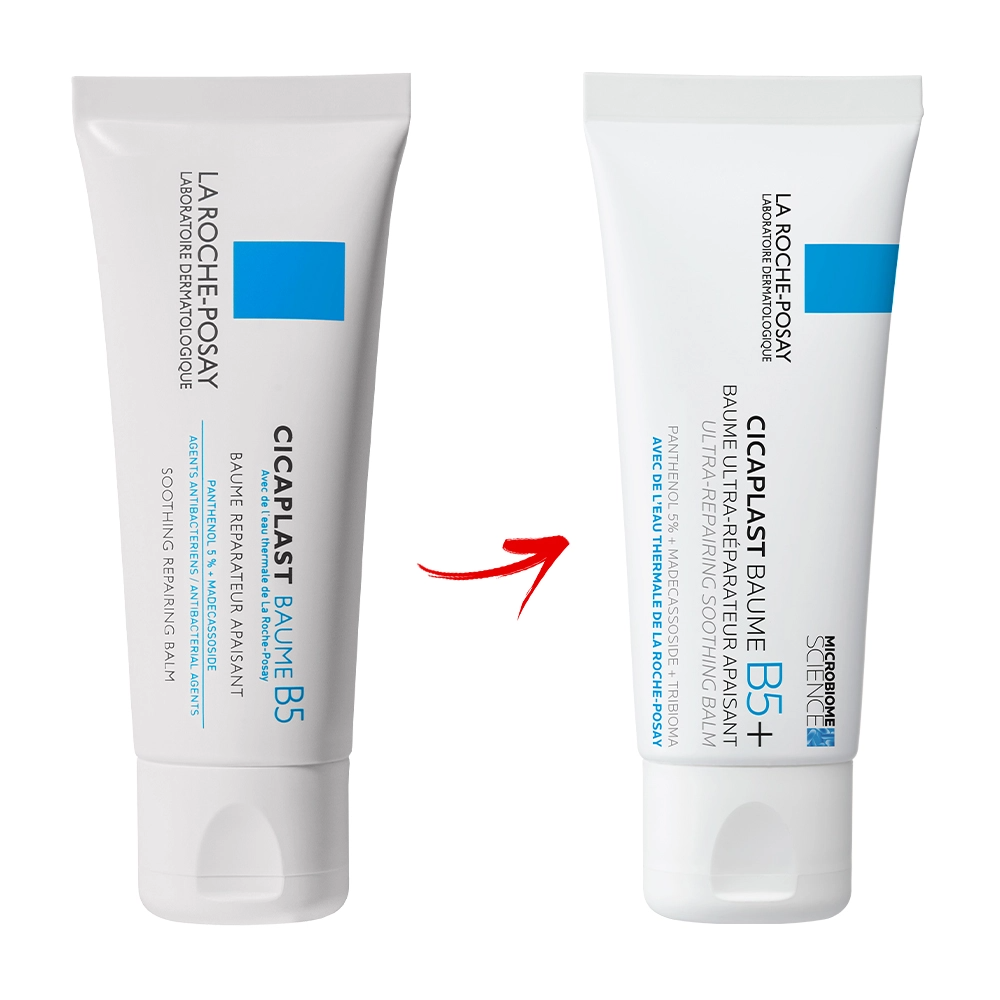 LA ROCHE-POSAY
LABORATOIRE DERMATOLOGIQUE
CICAPLAST BAUME B5
Avec de l'eau thermale de La Roche-Posay
BAUME REPARATEUR APAISANT
PANTHENOL 5 % + MADECASSOSIDE
AGENTS ANTIBACTERIENS / ANTIBACTERIAL AGENTS
SOOTHING REPAIRING BALM
LA ROCHE-POSAY
LABORATOIRE DERMATOLOGIQUE
MICROBIOME
SCIENCE
CICAPLAST BAUME B5+
BAUME ULTRA-RÉPARATEUR APAISANT
ULTRA-REPAIRING SOOTHING BALM
PANTHENOL 5% + MADECASSOSIDE + TRIBIOMA
AVEC DE L'EAU THERMALE DE LA ROCHE-POSAY